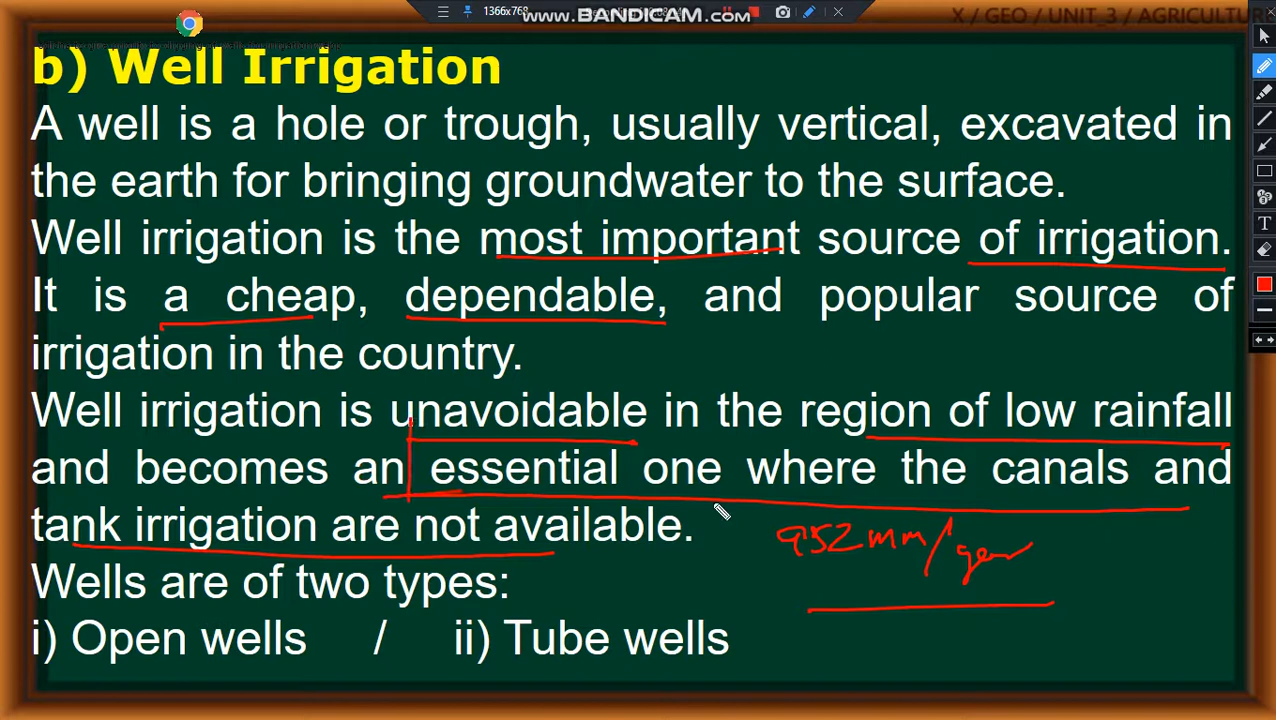 1366x768
www.BANDICAM.com
X / GEO / UNIT_3 / AGRICULTURE
b) Well Irrigation
A well is a hole or trough, usually vertical, excavated in
the earth for bringing groundwater to the surface.
Well irrigation is the most important source of irrigation.
It is a cheap, dependable, and popular source of
irrigation in the country.
Well irrigation is unavoidable in the region of low rainfall
and becomes an essential one where the canals and
tank irrigation are not available.
952mm/year
Wells are of two types:
i) Open wells / ii) Tube wells